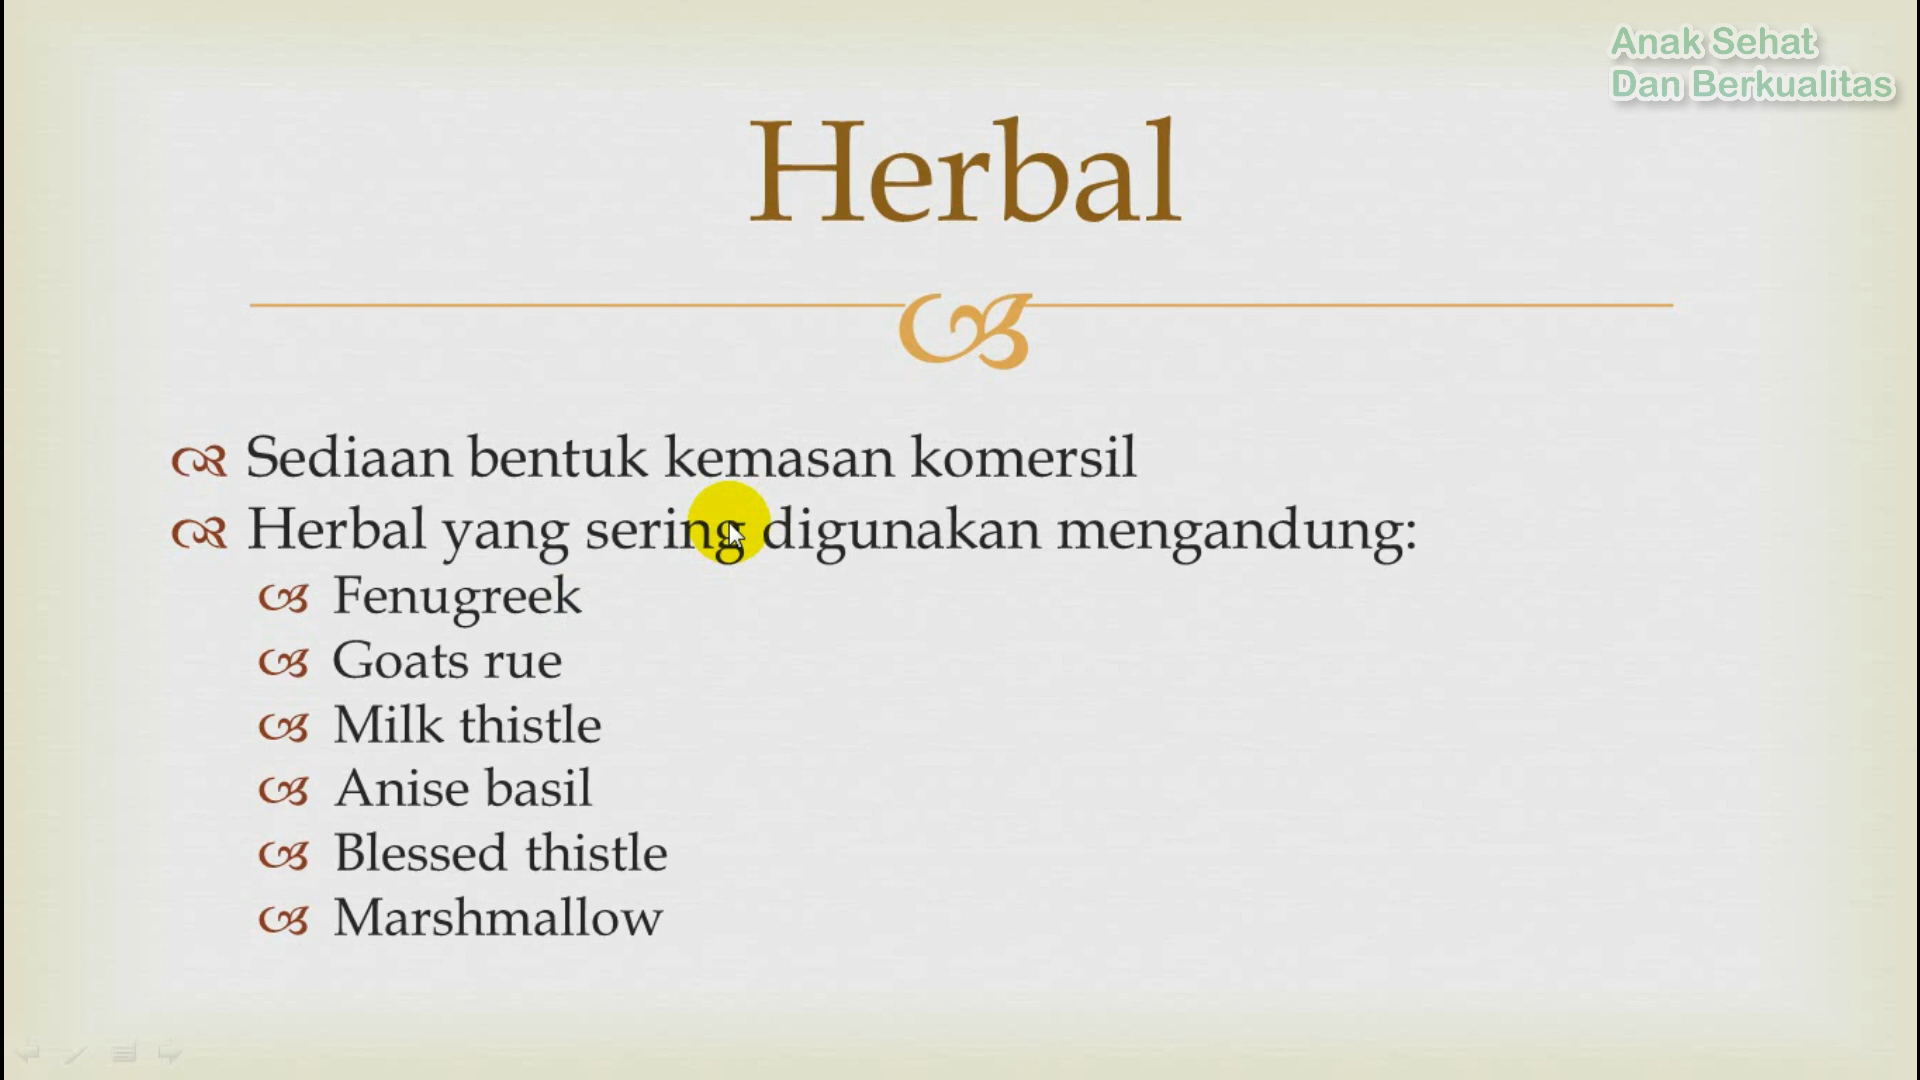 Anak Sehat
Dan Berkualitas
Herbal
Sediaan bentuk kemasan komersil
Herbal yang sering digunakan mengandung:
Fenugreek
Goats rue
Milk thistle
Anise basil
Blessed thistle
Marshmallow